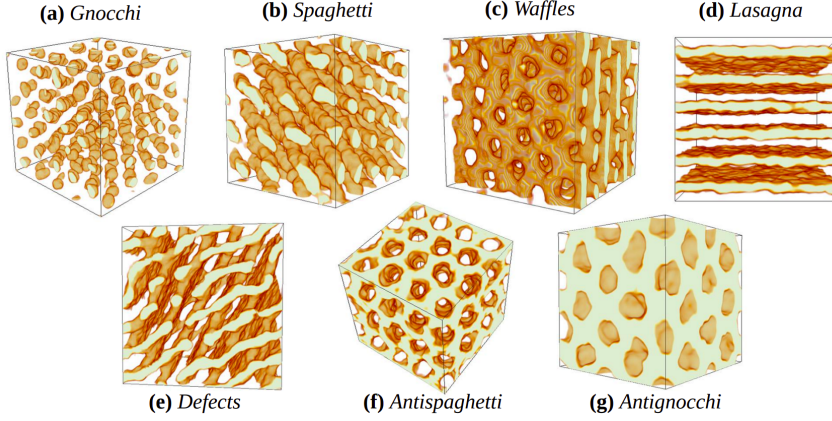 (a) Gnocchi
(b) Spaghetti
(c) Waffles
(d) Lasagna
(e) Defects
(f) Antispaghetti
(g) Antignocchi